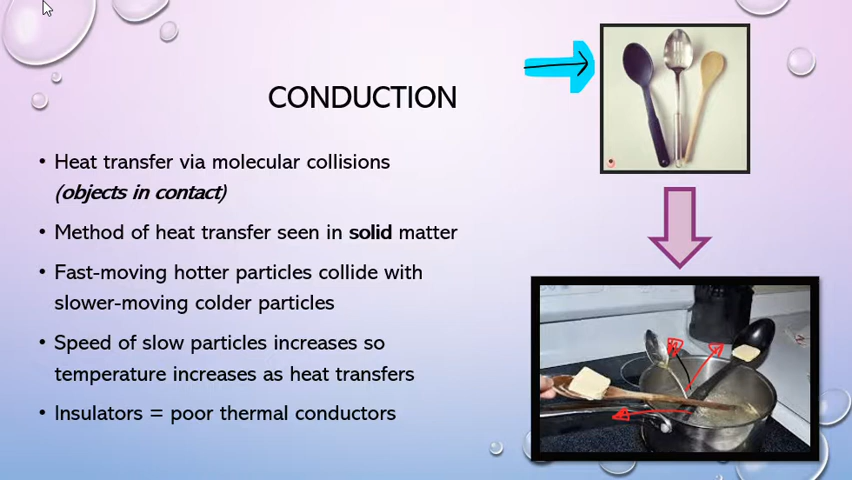 CONDUCTION
• Heat transfer via molecular collisions
(objects in contact)
• Method of heat transfer seen in solid matter
• Fast-moving hotter particles collide with
slower-moving colder particles
• Speed of slow particles increases so
temperature increases as heat transfers
• Insulators = poor thermal conductors